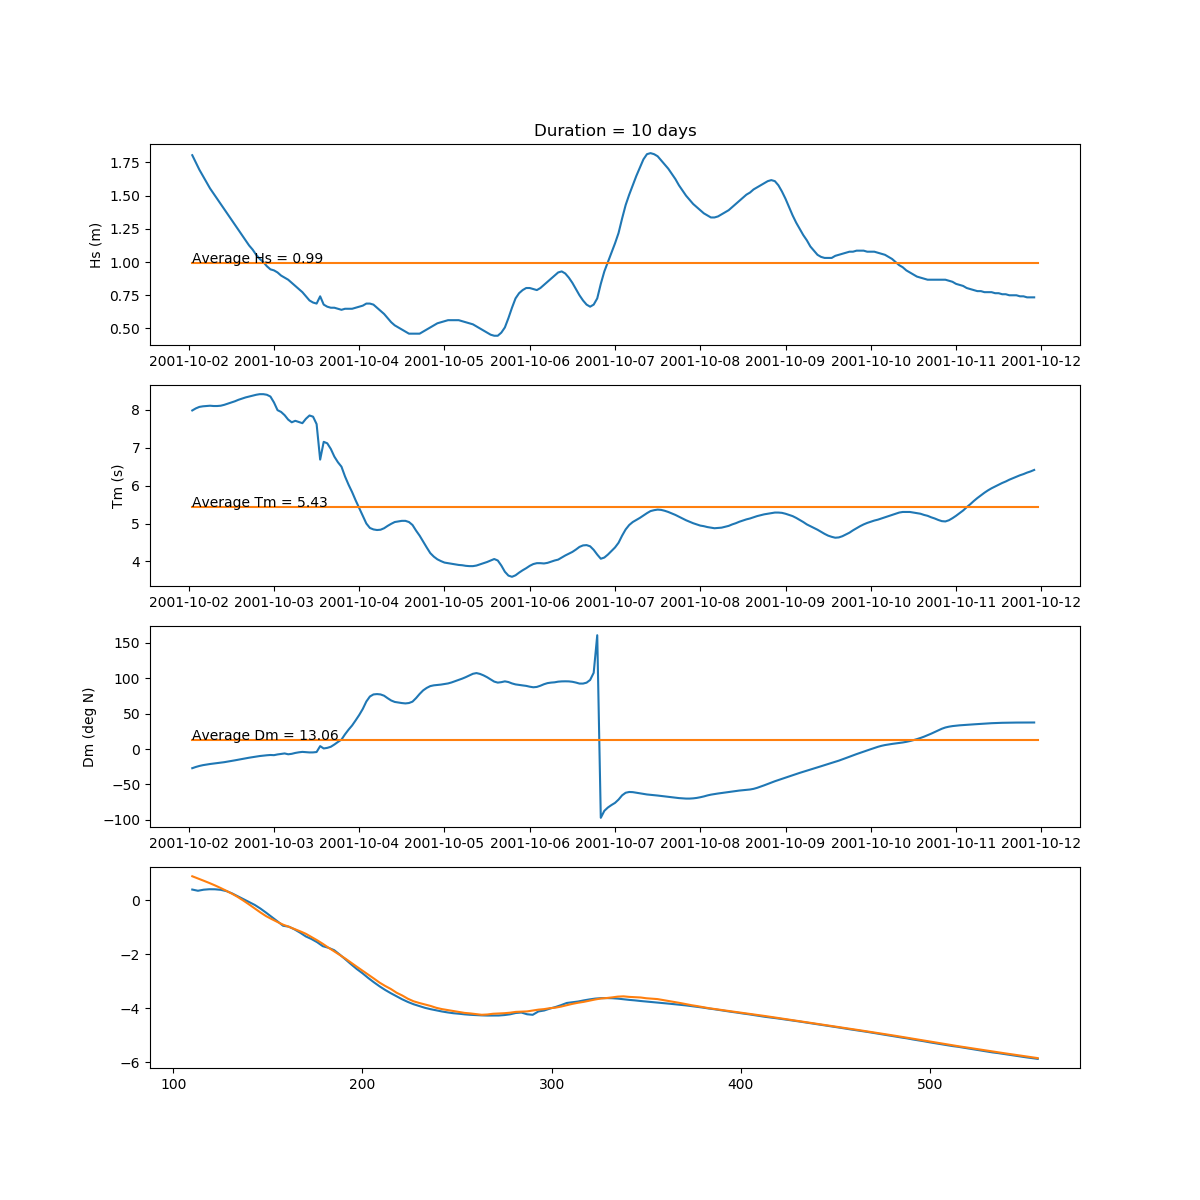 Duration = 10 days
Hs (m)
1.75
1.50
1.25
1.00
0.75
0.50
Average Hs = 0.99
2001-10-02 2001-10-03 2001-10-04 2001-10-05 2001-10-06 2001-10-07 2001-10-08 2001-10-09 2001-10-10 2001-10-11 2001-10-12
Tm (s)
8
7
6
5
4
Average Tm = 5.43
2001-10-02 2001-10-03 2001-10-04 2001-10-05 2001-10-06 2001-10-07 2001-10-08 2001-10-09 2001-10-10 2001-10-11 2001-10-12
Dm (deg N)
150
100
50
0
−50
−100
Average Dm = 13.06
2001-10-02 2001-10-03 2001-10-04 2001-10-05 2001-10-06 2001-10-07 2001-10-08 2001-10-09 2001-10-10 2001-10-11 2001-10-12
0
−2
−4
−6
100 200 300 400 500